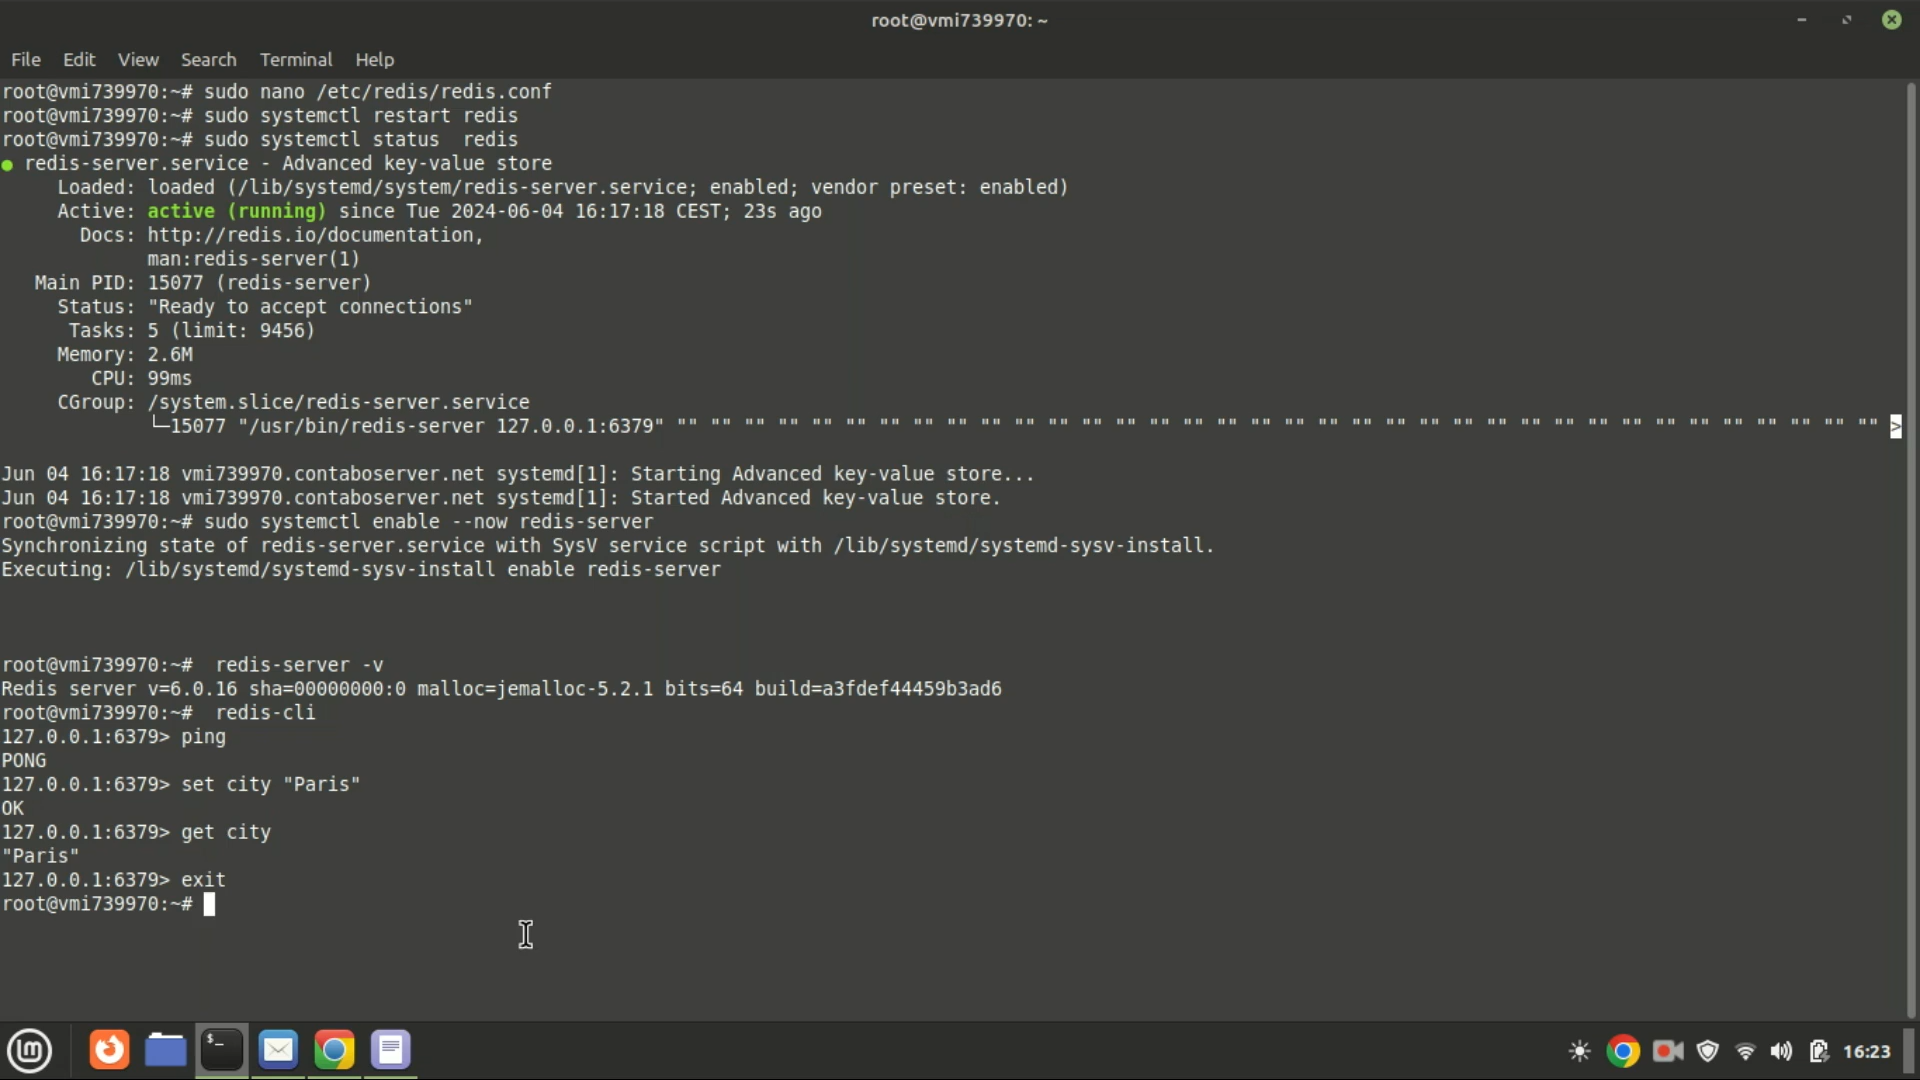 root@vmi739970: ~
File Edit View Search Terminal Help
root@vmi739970:~# sudo nano /etc/redis/redis.conf
root@vmi739970:~# sudo systemctl restart redis
root@vmi739970:~# sudo systemctl status  redis
● redis-server.service - Advanced key-value store
     Loaded: loaded (/lib/systemd/system/redis-server.service; enabled; vendor preset: enabled)
     Active: active (running) since Tue 2024-06-04 16:17:18 CEST; 23s ago
       Docs: http://redis.io/documentation,
             man:redis-server(1)
   Main PID: 15077 (redis-server)
     Status: "Ready to accept connections"
      Tasks: 5 (limit: 9456)
     Memory: 2.6M
        CPU: 99ms
     CGroup: /system.slice/redis-server.service
             └─15077 "/usr/bin/redis-server 127.0.0.1:6379" "" "" "" "" "" "" "" "" "" "" "" "" "" "" "" "" "" "" "" "" "" "" "" "" "" "" "" "" "" "" "" "" "" "" "" "" >
Jun 04 16:17:18 vmi739970.contaboserver.net systemd[1]: Starting Advanced key-value store...
Jun 04 16:17:18 vmi739970.contaboserver.net systemd[1]: Started Advanced key-value store.
root@vmi739970:~# sudo systemctl enable --now redis-server
Synchronizing state of redis-server.service with SysV service script with /lib/systemd/systemd-sysv-install.
Executing: /lib/systemd/systemd-sysv-install enable redis-server
root@vmi739970:~#  redis-server -v
Redis server v=6.0.16 sha=00000000:0 malloc=jemalloc-5.2.1 bits=64 build=a3fdef44459b3ad6
root@vmi739970:~#  redis-cli
127.0.0.1:6379> ping
PONG
127.0.0.1:6379> set city "Paris"
OK
127.0.0.1:6379> get city
"Paris"
127.0.0.1:6379> exit
root@vmi739970:~#
$_
16:23